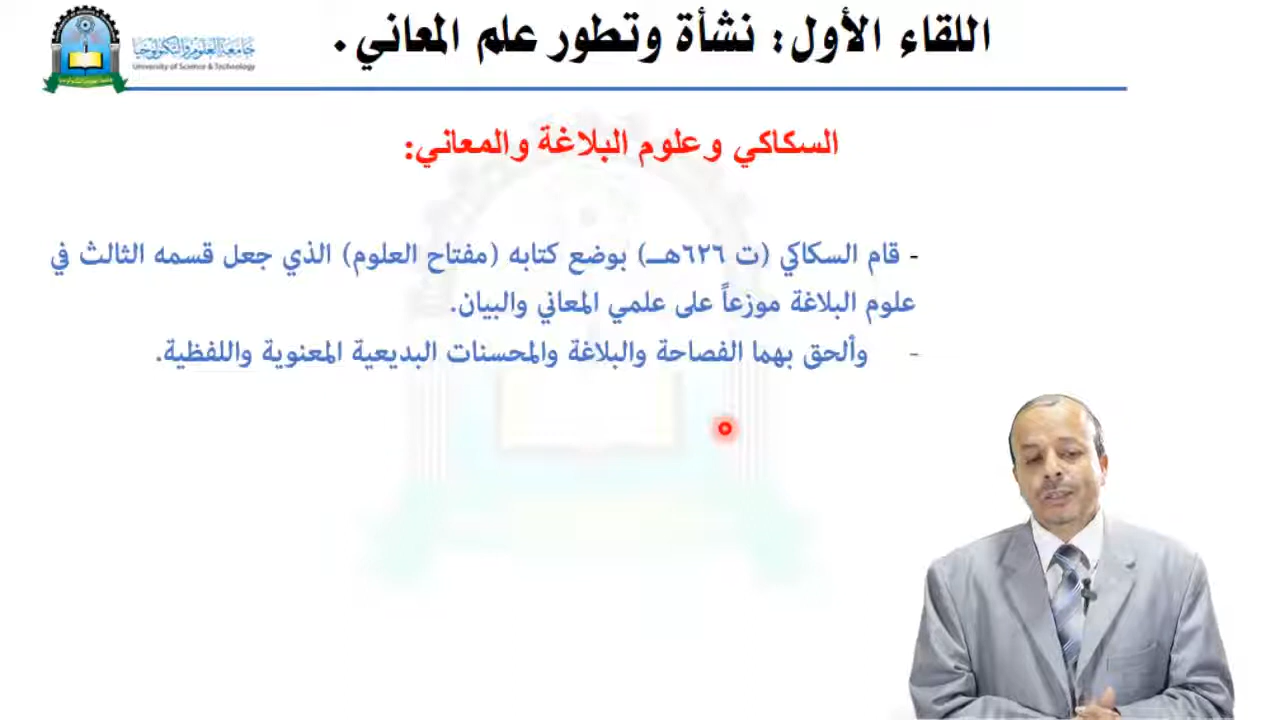 اللقاء الأول: نشأة وتطور علم المعاني.
جامعة العلوم والتكنولوجيا
University of Science & Technology
السكاكي وعلوم البلاغة والمعاني:
- قام السكاكي (ت ٦٢٦هـــ) بوضع كتابه (مفتاح العلوم) الذي جعل قسمه الثالث في
علوم البلاغة موزعاً على علمي المعاني والبيان.
- وألحق بهما الفصاحة والبلاغة والمحسنات البديعية المعنوية واللفظية.